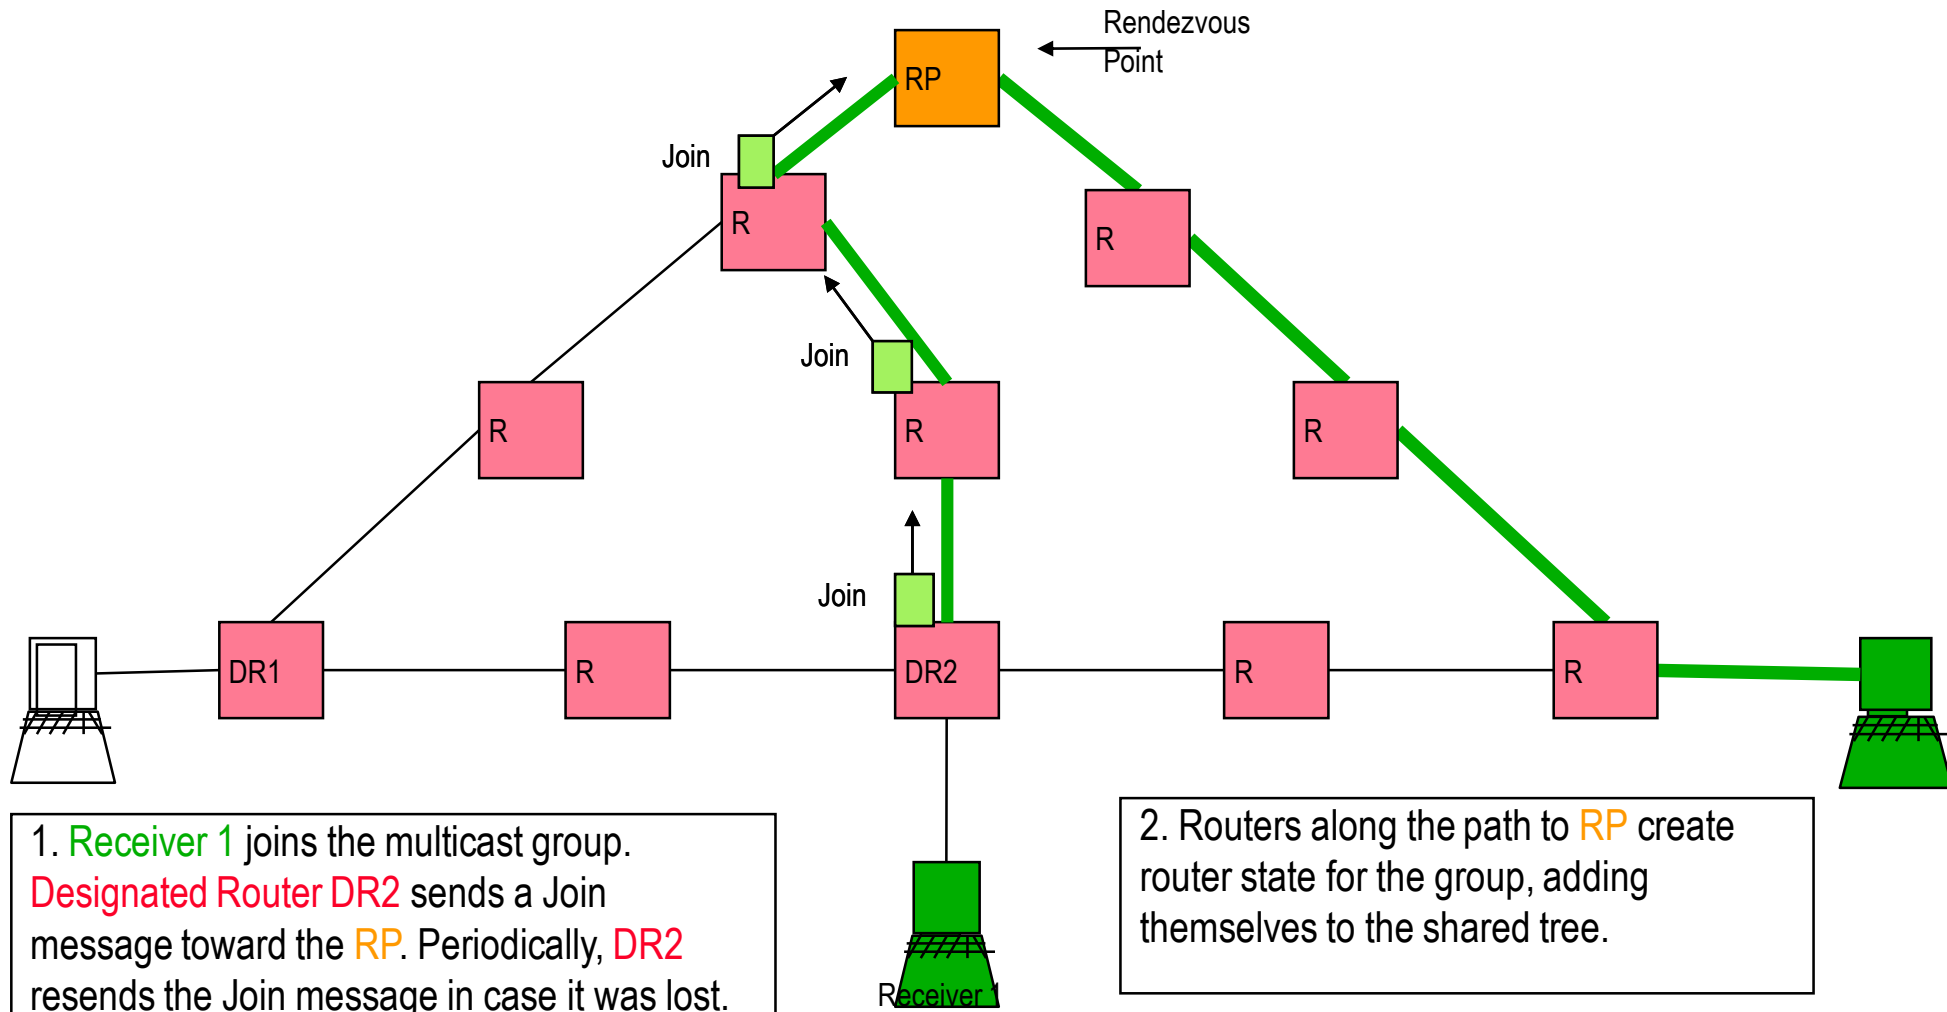 Rendezvous
Point
RP
Join
R
R
Join
R
R
R
Join
DR1
R
DR2
R
R
1. Receiver 1 joins the multicast group.
Designated Router DR2 sends a Join
message toward the RP. Periodically, DR2
resends the Join message in case it was lost.
2. Routers along the path to RP create
router state for the group, adding
themselves to the shared tree.
Receiver 1